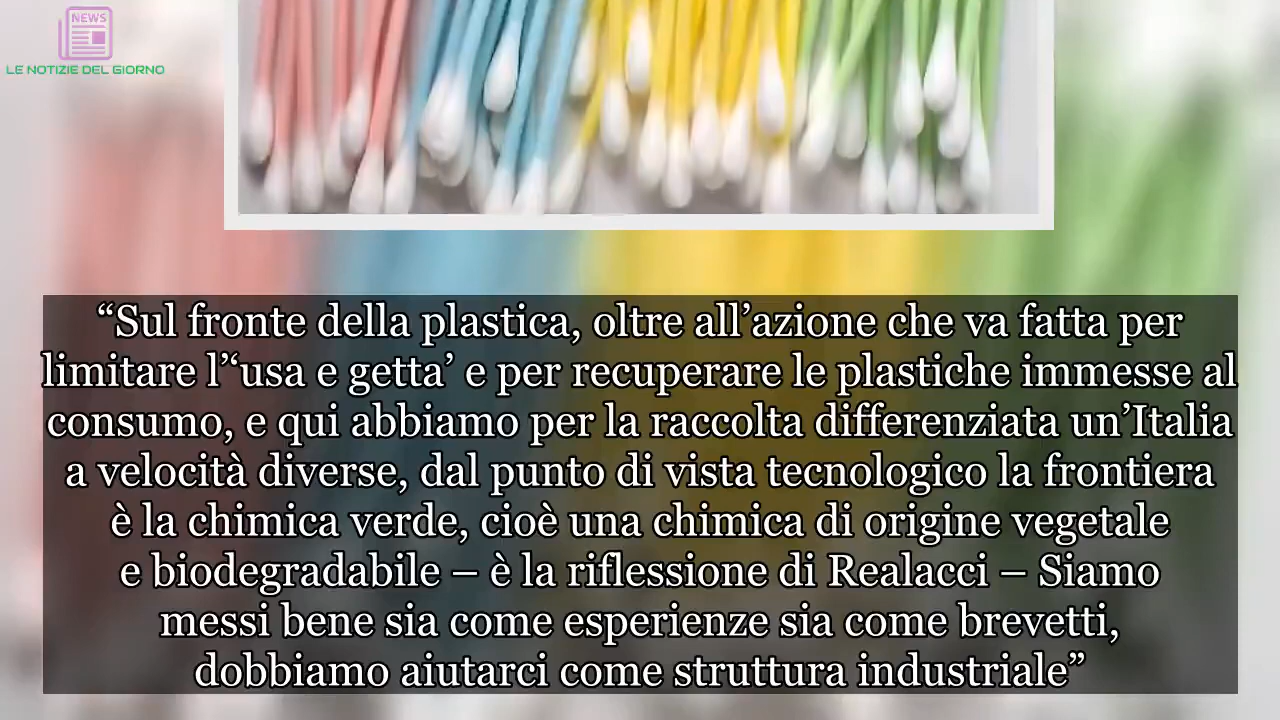 NEWS
LE NOTIZIE DEL GIORNO
“Sul fronte della plastica, oltre all’azione che va fatta per
limitare l’‘usa e getta’ e per recuperare le plastiche immesse al
consumo, e qui abbiamo per la raccolta differenziata un’Italia
a velocità diverse, dal punto di vista tecnologico la frontiera
è la chimica verde, cioè una chimica di origine vegetale
e biodegradabile – è la riflessione di Realacci – Siamo
messi bene sia come esperienze sia come brevetti,
dobbiamo aiutarci come struttura industriale”